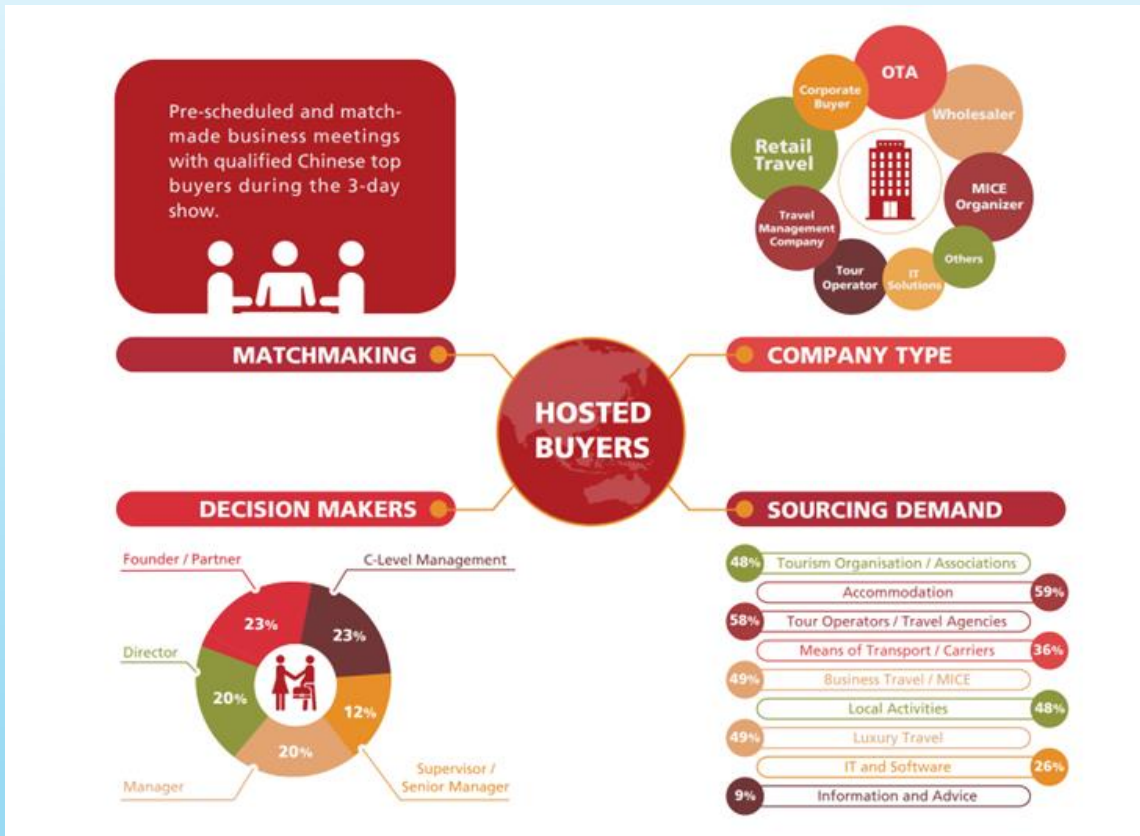 Pre-scheduled and match-
made business meetings
with qualified Chinese top
buyers during the 3-day
show.
OTA
Corporate
Buyer
Wholesaler
Retail
Travel
MICE
Organizer
Travel
Management
Company
Others
Tour
Operator
IT
Solutions
MATCHMAKING
COMPANY TYPE
HOSTED
BUYERS
DECISION MAKERS
SOURCING DEMAND
Founder / Partner
C-Level Management
23%
23%
Director
20%
12%
20%
Manager
Supervisor /
Senior Manager
48% Tourism Organisation / Associations
Accommodation 59%
58% Tour Operators / Travel Agencies
Means of Transport / Carriers 36%
49% Business Travel / MICE
Local Activities 48%
49% Luxury Travel
IT and Software 26%
9% Information and Advice